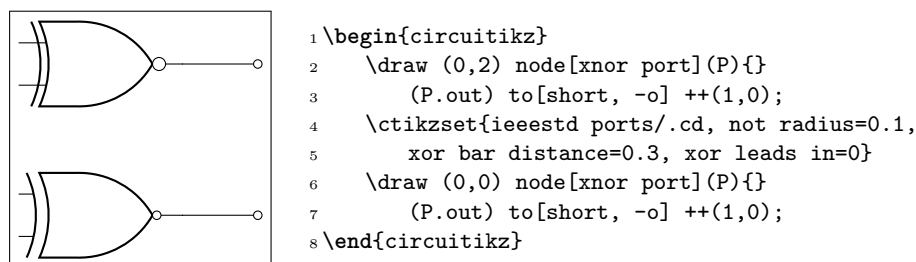 1 \begin{circuitikz}
2 \draw (0,2) node[xnor port](P){}
3 (P.out) to[short, -o] ++(1,0);
4 \ctikzset{ieeestd ports/.cd, not radius=0.1,
5 xor bar distance=0.3, xor leads in=0}
6 \draw (0,0) node[xnor port](P){}
7 (P.out) to[short, -o] ++(1,0);
8 \end{circuitikz}